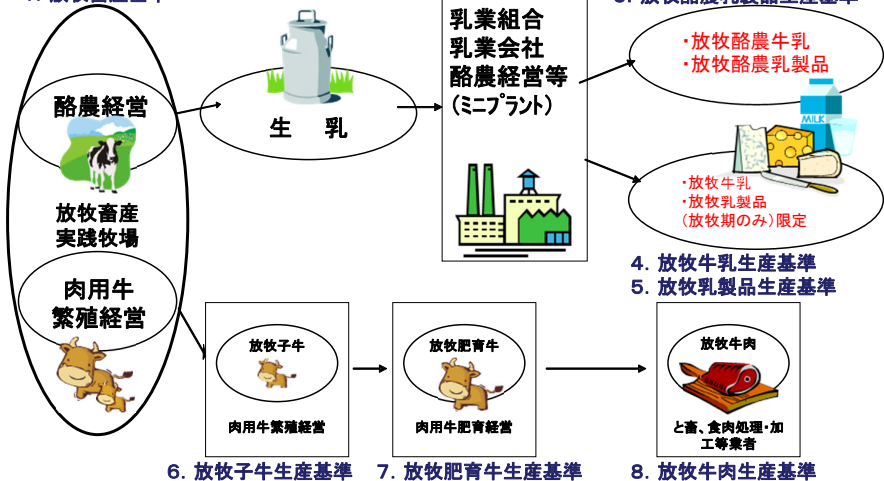 酪農経営
放牧畜産
実践牧場
肉用牛
繁殖経営
生　乳
乳業組合
乳業会社
酪農経営等
(ミニプラント)
・放牧酪農牛乳
・放牧酪農乳製品
MILK
・放牧牛乳
・放牧乳製品
(放牧期のみ)限定
4. 放牧牛乳生産基準
5. 放牧乳製品生産基準
放牧子牛
肉用牛繁殖経営
6. 放牧子牛生産基準
放牧肥育牛
肉用牛肥育経営
7. 放牧肥育牛生産基準
放牧牛肉
と畜、食肉処理・加
工等業者
8. 放牧牛肉生産基準